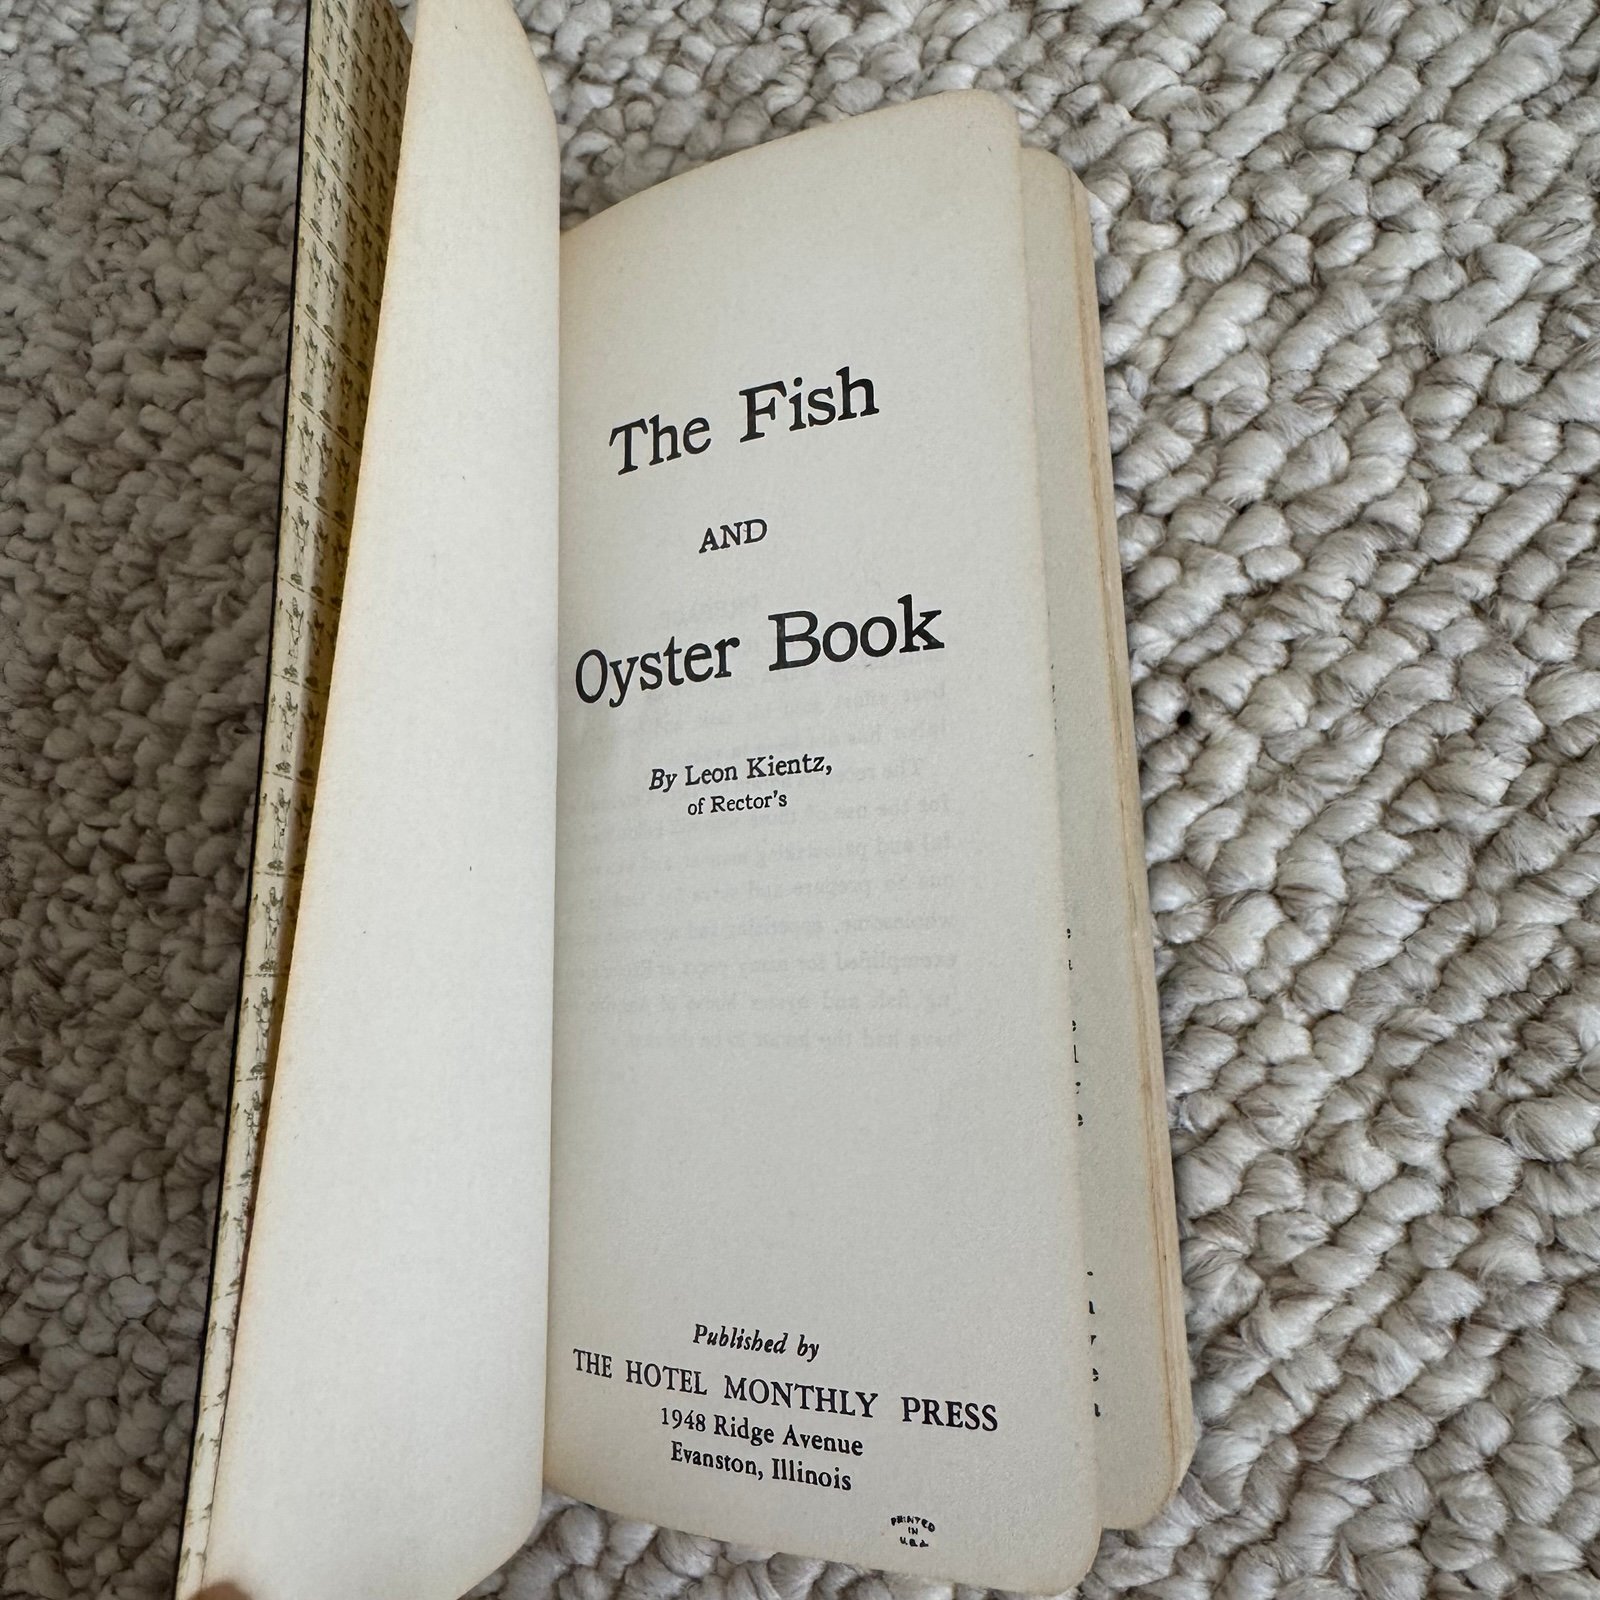 The Fish
AND
Oyster Book
By Leon Kientz,
of Rector's
Published by
THE HOTEL MONTHLY PRESS
1948 Ridge Avenue
Evanston, Illinois
PRINTED
IN
U.S.A.